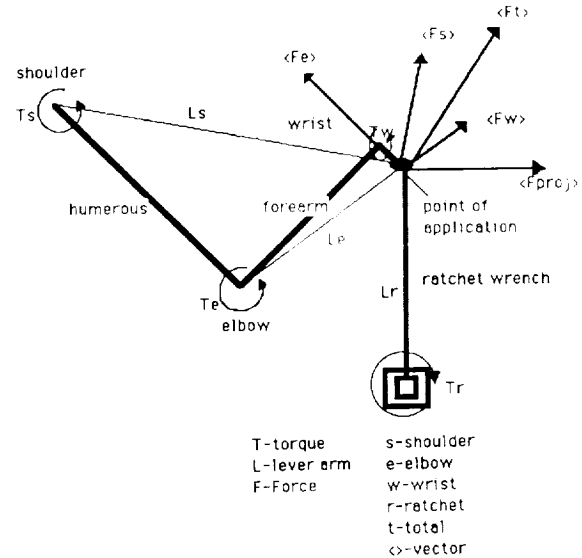 <Ft>
<Fs>
<Fe>
shoulder
Ts
Ls
wrist
Tw
<Fw>
<Fproj>
humerous
forearm
point of
application
Le
Lr
ratchet wrench
Te
elbow
Tr
T-torque
L-lever arm
F-Force
s-shoulder
e-elbow
w-wrist
r-ratchet
t-total
<>-vector